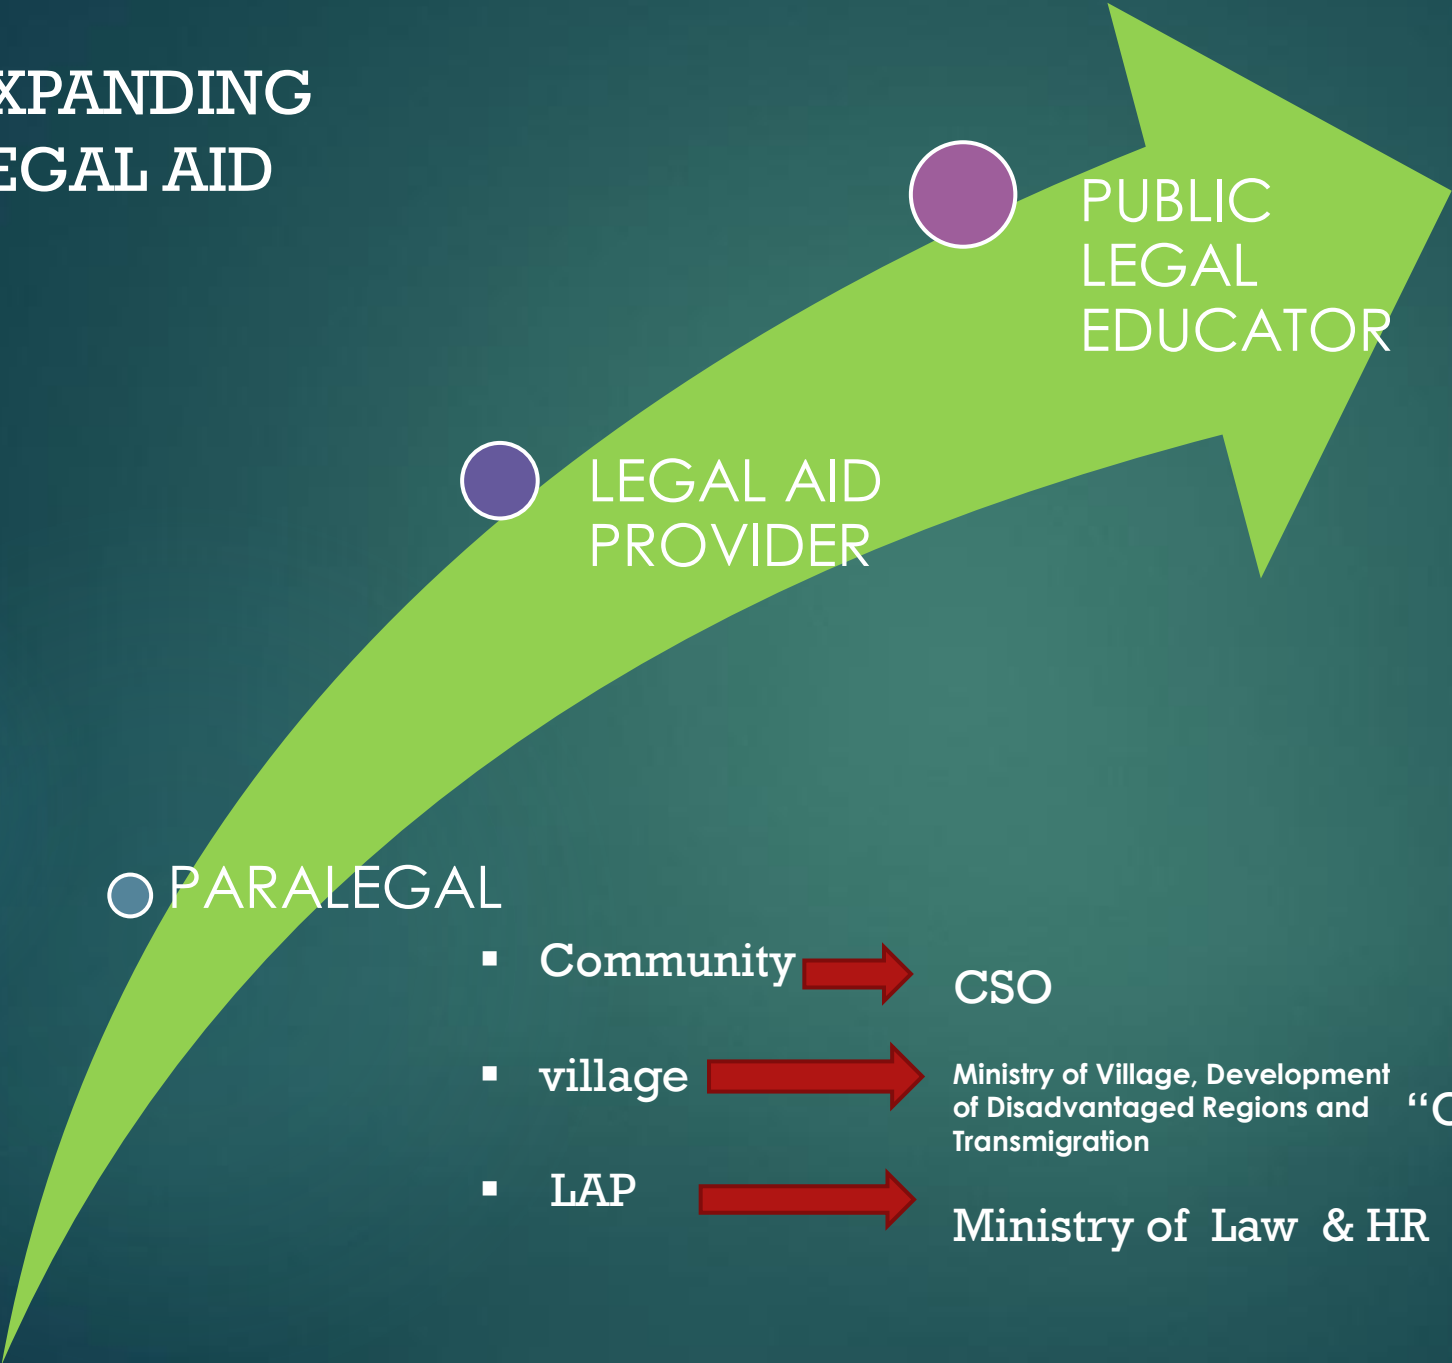 XPANDING
EGAL AID
PUBLIC
LEGAL
EDUCATOR
LEGAL AID
PROVIDER
PARALEGAL
▪ Community
CSO
▪ village
Ministry of Village, Development
of Disadvantaged Regions and
Transmigration
▪ LAP
Ministry of Law & HR